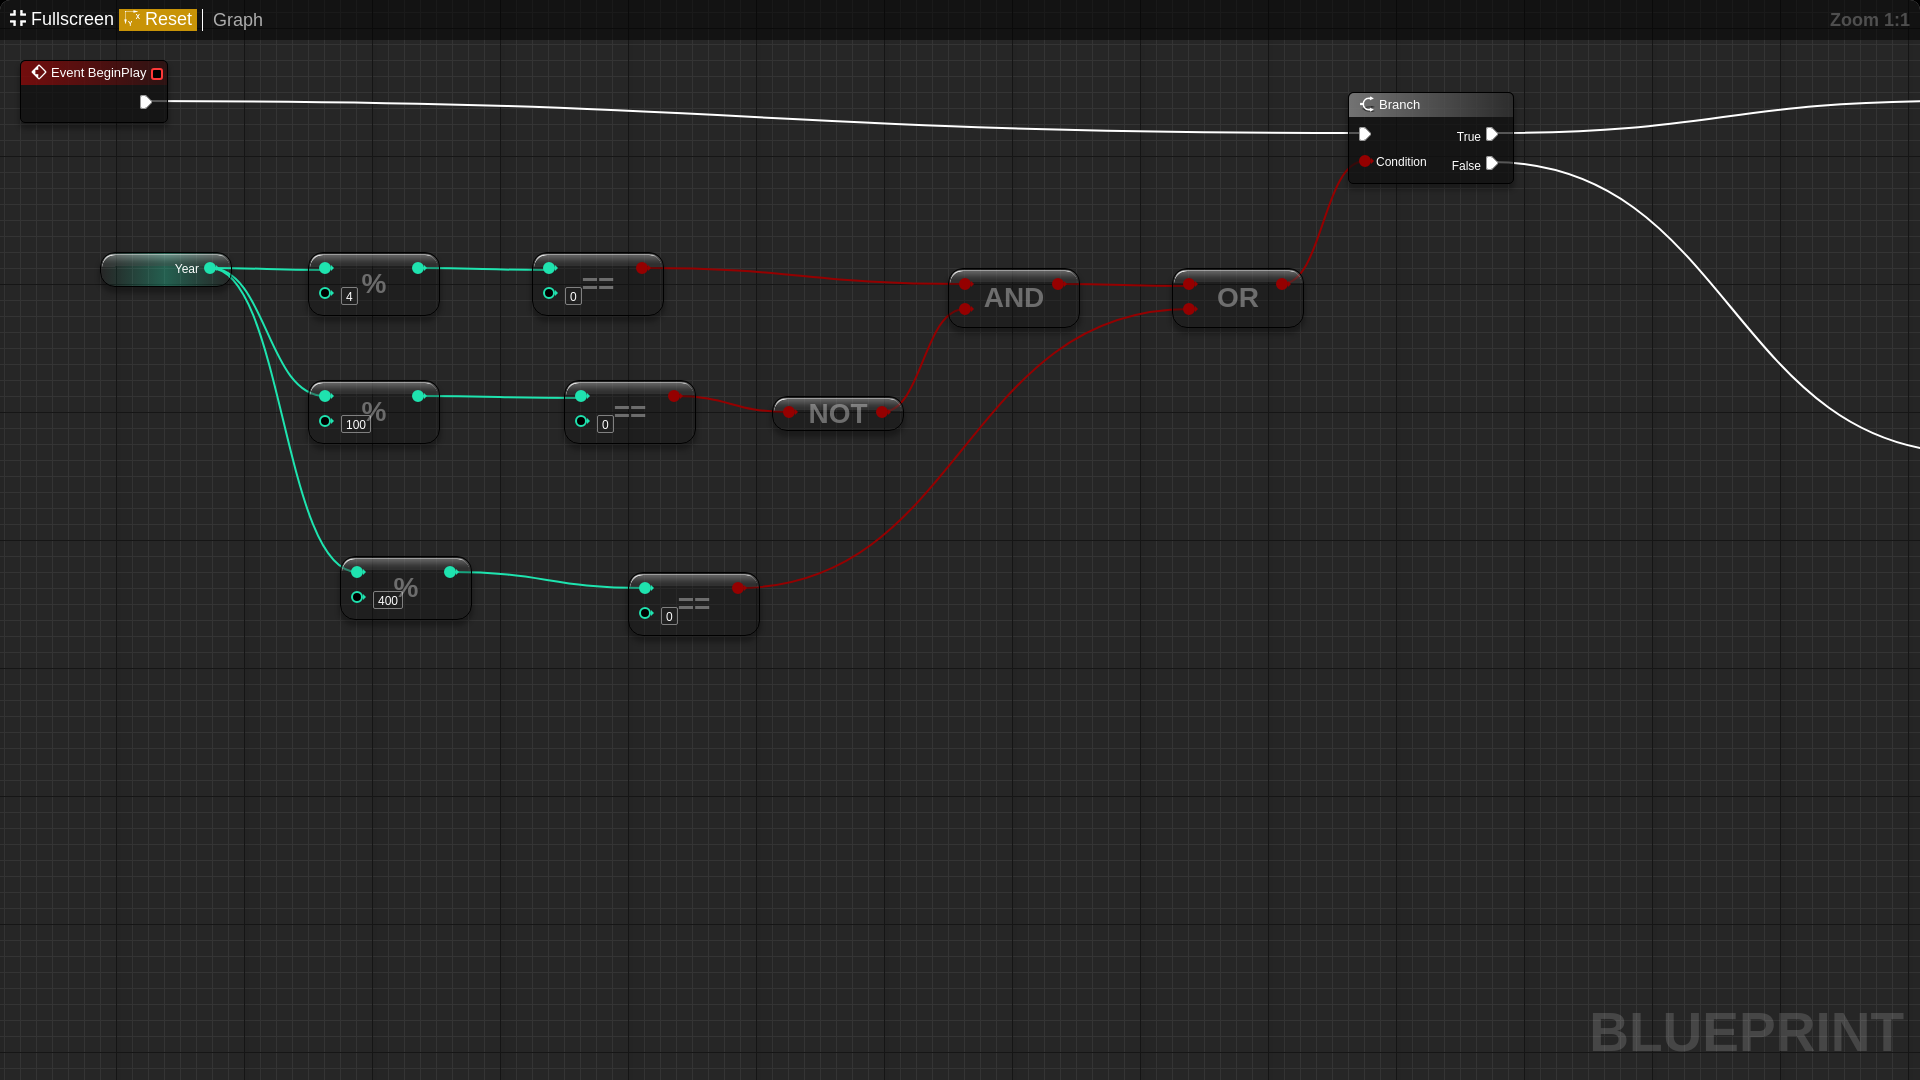 Fullscreen Reset Graph Zoom 1:1
Event BeginPlay
Branch
True
Condition False
Year
%
4
==
0
AND
OR
%
100
==
0
NOT
%
400
==
0
BLUEPRINT